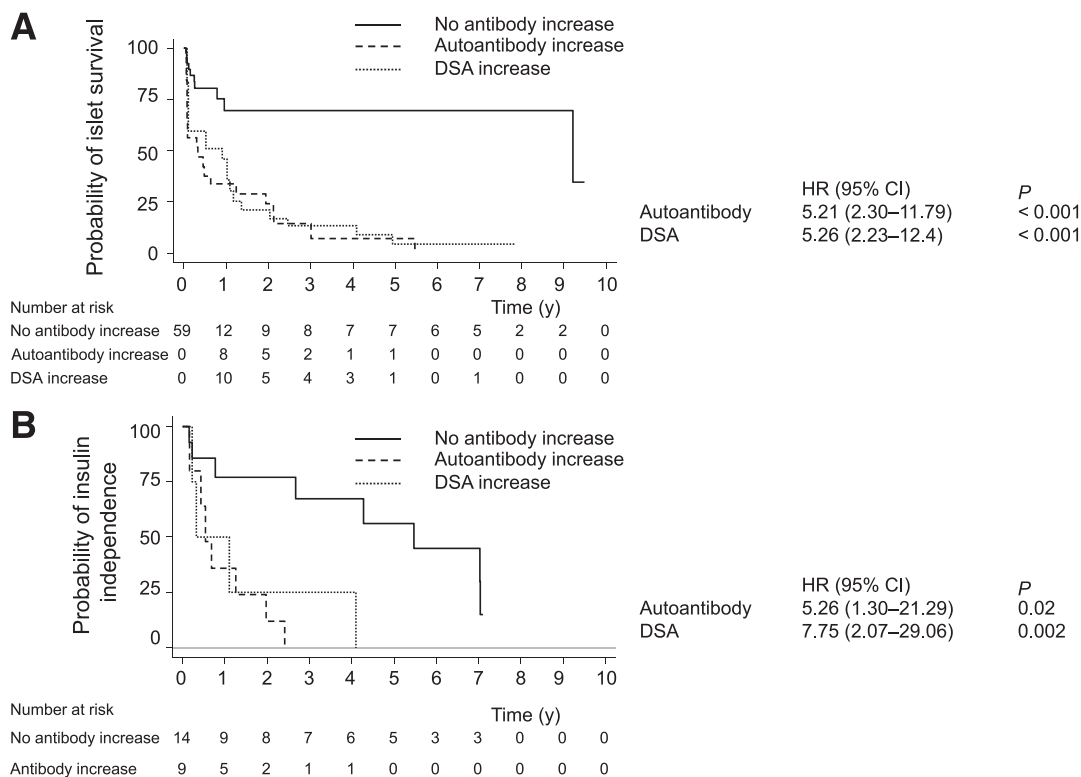 A
Probability of islet survival
100
75
50
25
0
No antibody increase
Autoantibody increase
DSA increase
0 1 2 3 4 5 6 7 8 9 10
Time (y)
HR (95% CI) P
Autoantibody 5.21 (2.30–11.79) < 0.001
DSA 5.26 (2.23–12.4) < 0.001
Number at risk
No antibody increase 59 12 9 8 7 7 6 5 2 2 0
Autoantibody increase 0 8 5 2 1 1 0 0 0 0 0
DSA increase 0 10 5 4 3 1 0 1 0 0 0
B
Probability of insulin
independence
100
75
50
25
0
No antibody increase
Autoantibody increase
DSA increase
0 1 2 3 4 5 6 7 8 9 10
Time (y)
HR (95% CI) P
Autoantibody 5.26 (1.30–21.29) 0.02
DSA 7.75 (2.07–29.06) 0.002
Number at risk
No antibody increase 14 9 8 7 6 5 3 3 0 0 0
Antibody increase 9 5 2 1 1 0 0 0 0 0 0